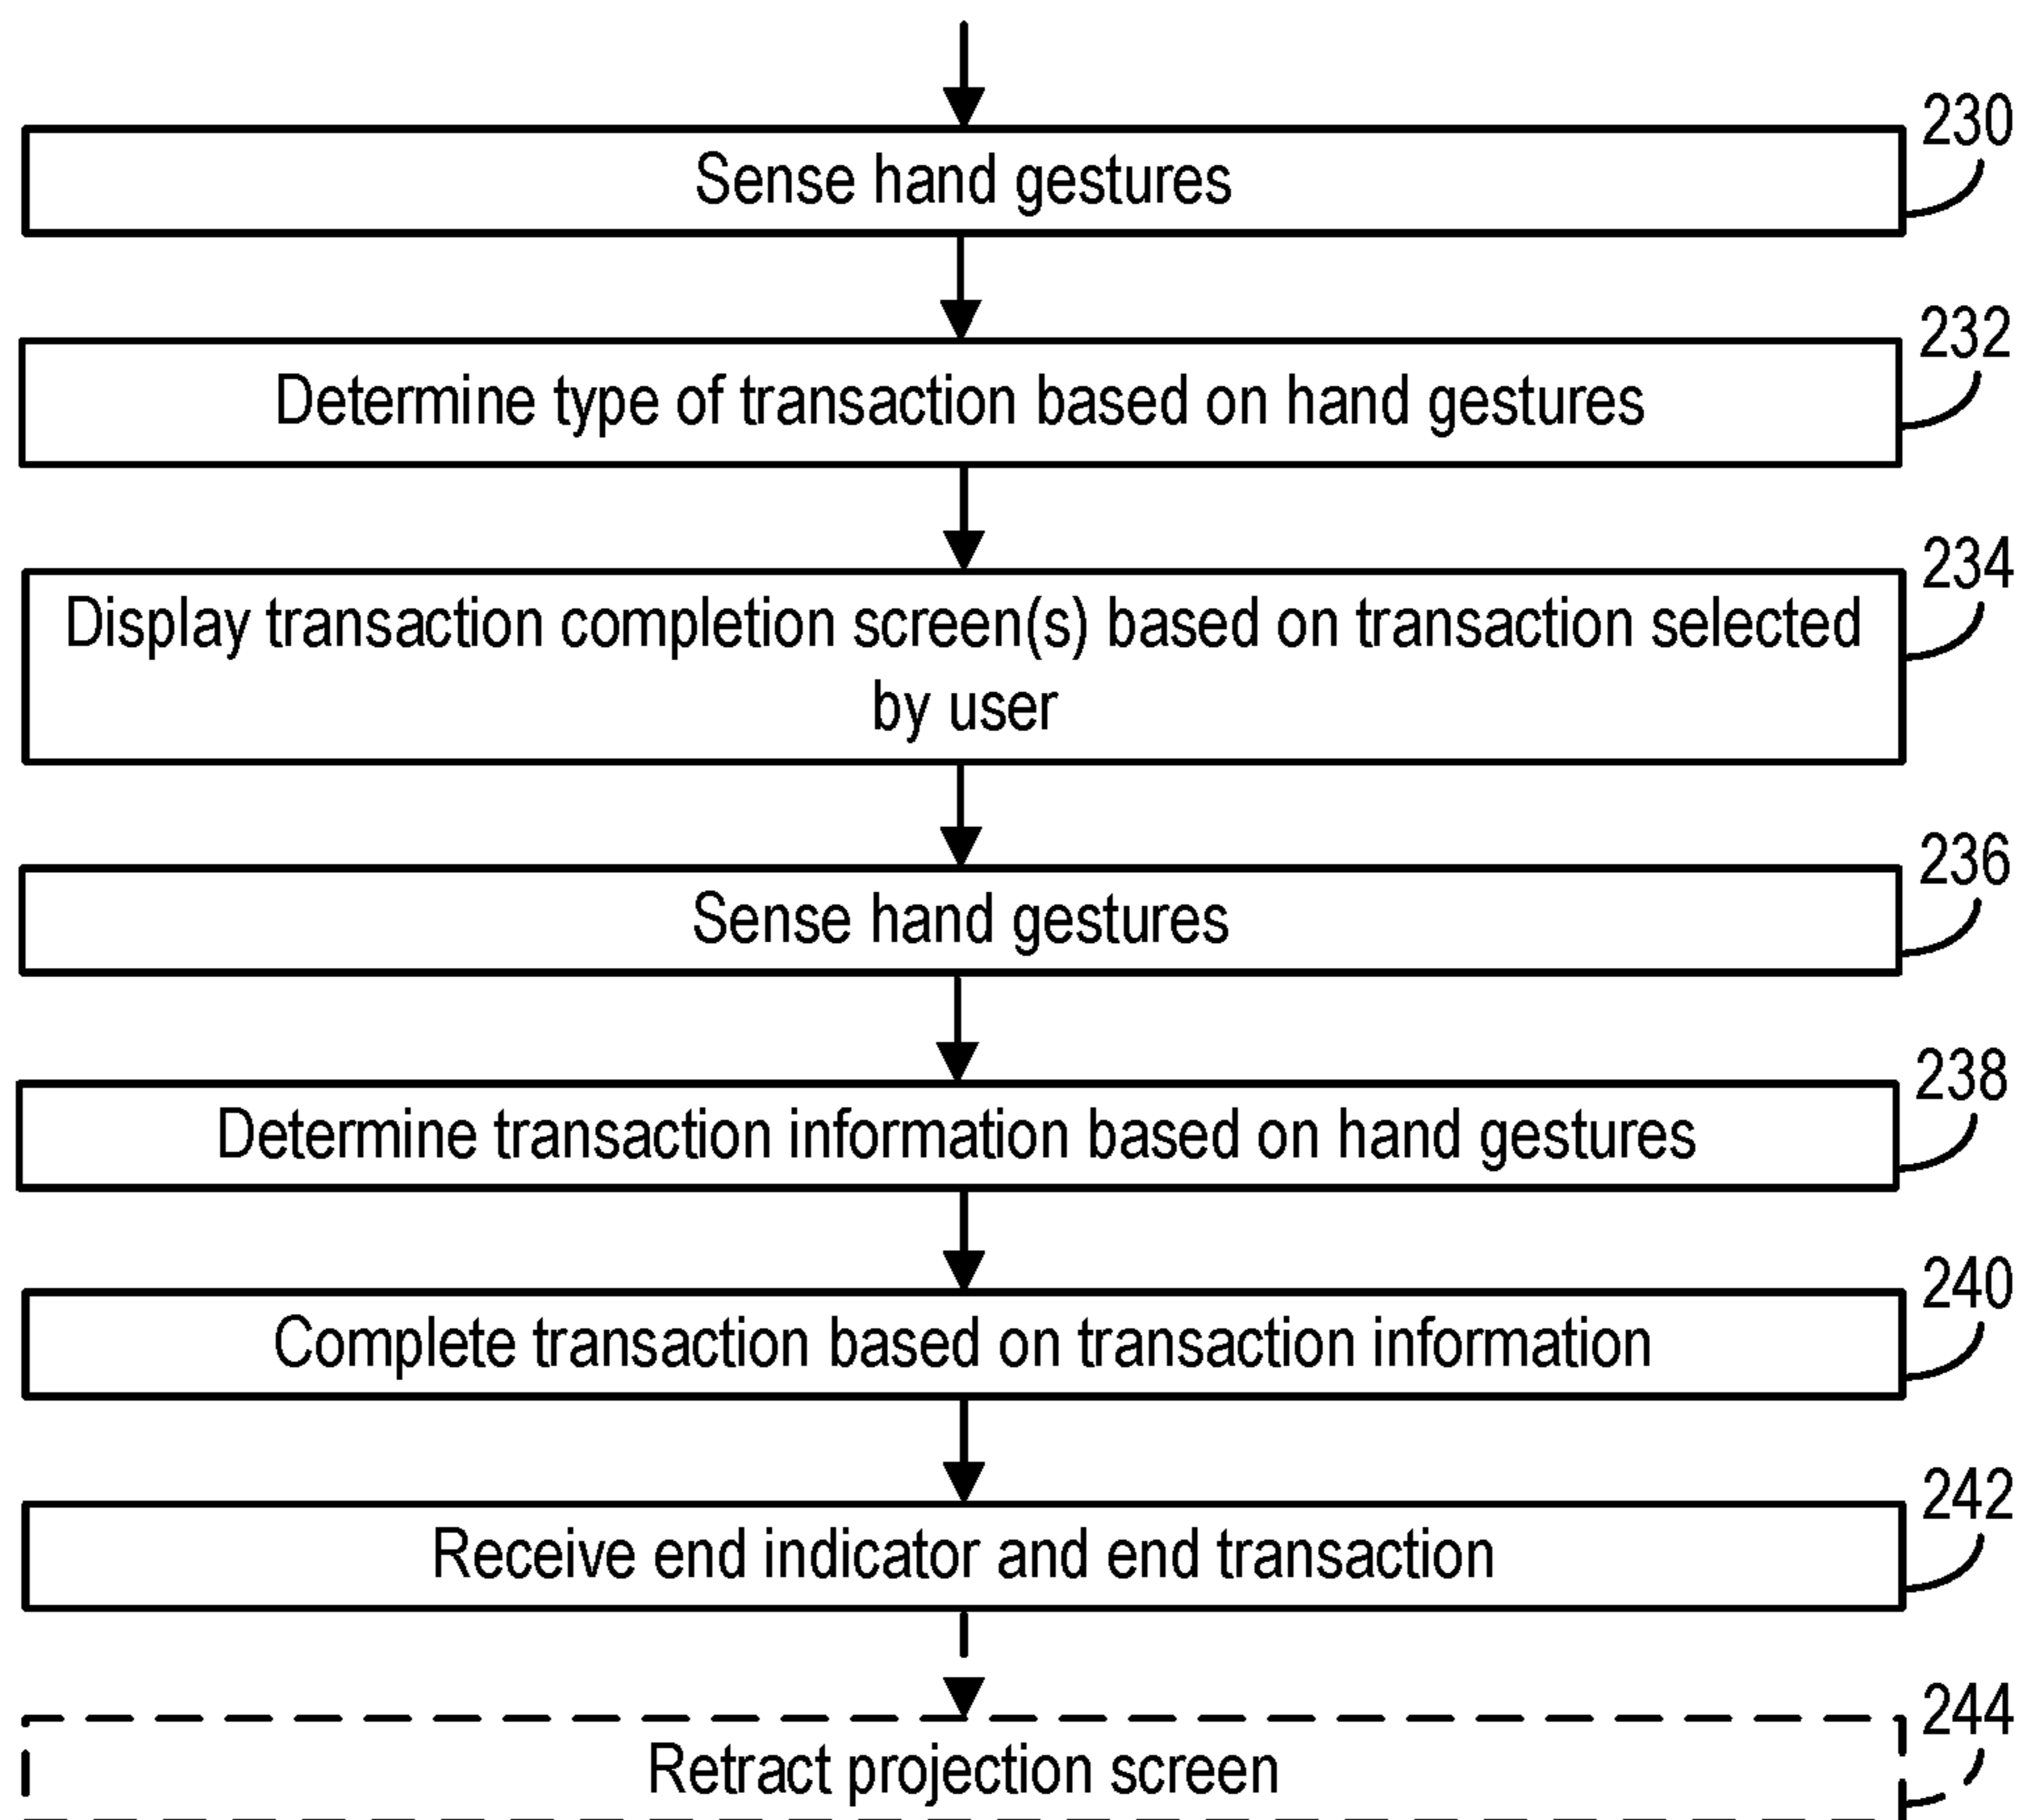 230
Sense hand gestures
232
Determine type of transaction based on hand gestures
234
Display transaction completion screen(s) based on transaction selected
by user
236
Sense hand gestures
238
Determine transaction information based on hand gestures
240
Complete transaction based on transaction information
242
Receive end indicator and end transaction
244
Retract projection screen